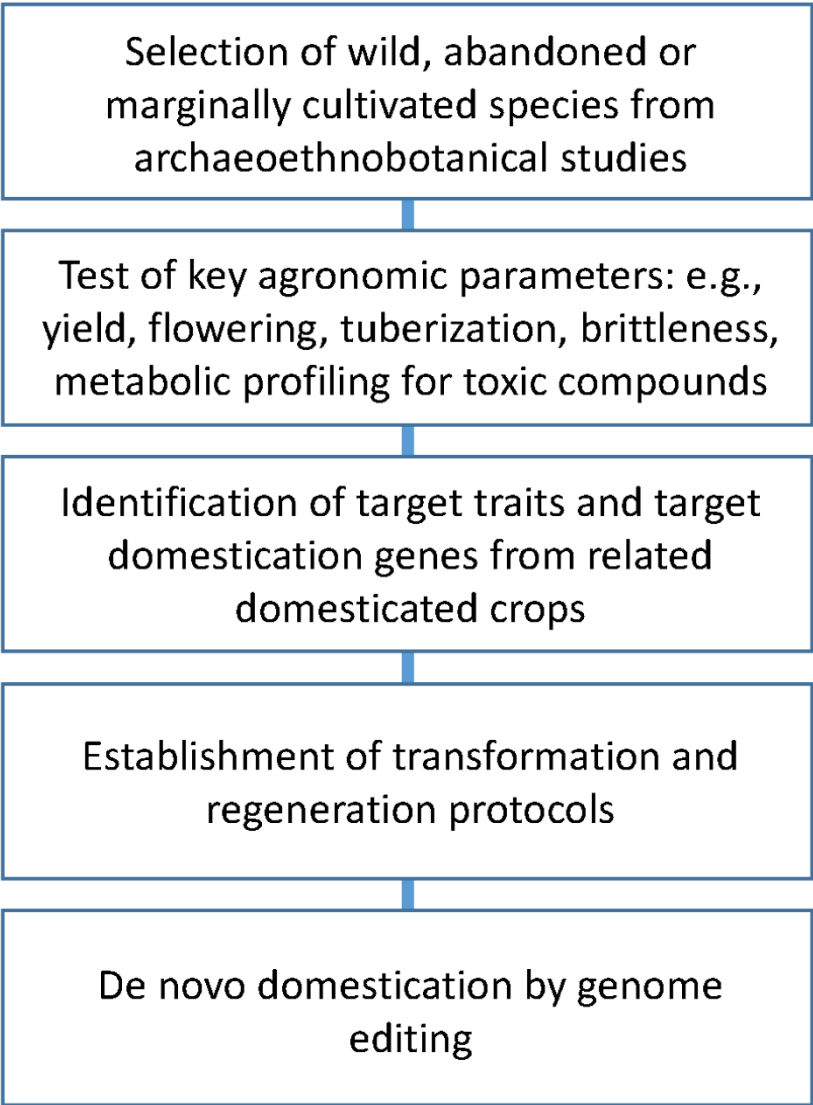 Selection of wild, abandoned or
marginally cultivated species from
archaeoethnobotanical studies
Test of key agronomic parameters: e.g.,
yield, flowering, tuberization, brittleness,
metabolic profiling for toxic compounds
Identification of target traits and target
domestication genes from related
domesticated crops
Establishment of transformation and
regeneration protocols
De novo domestication by genome
editing